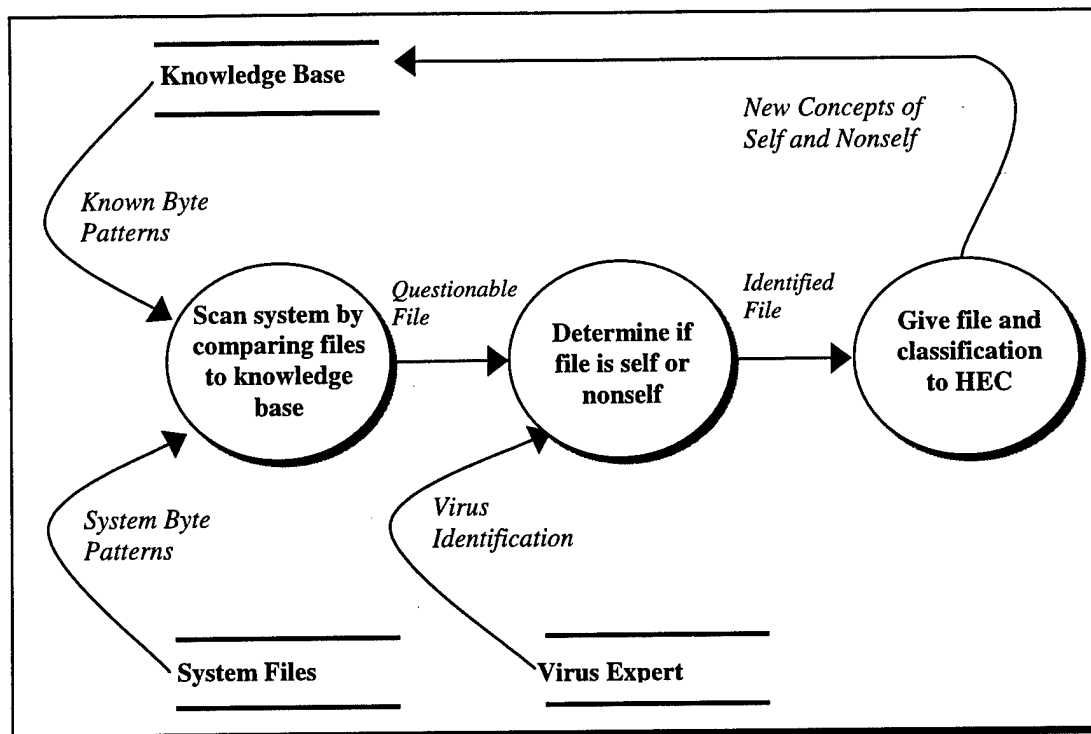 Knowledge Base
New Concepts of
Self and Nonself
Known Byte
Patterns
Scan system by
comparing files
to knowledge
base
Questionable
File
Determine if
file is self or
nonself
Identified
File
Give file and
classification
to HEC
System Byte
Patterns
Virus
Identification
System Files
Virus Expert